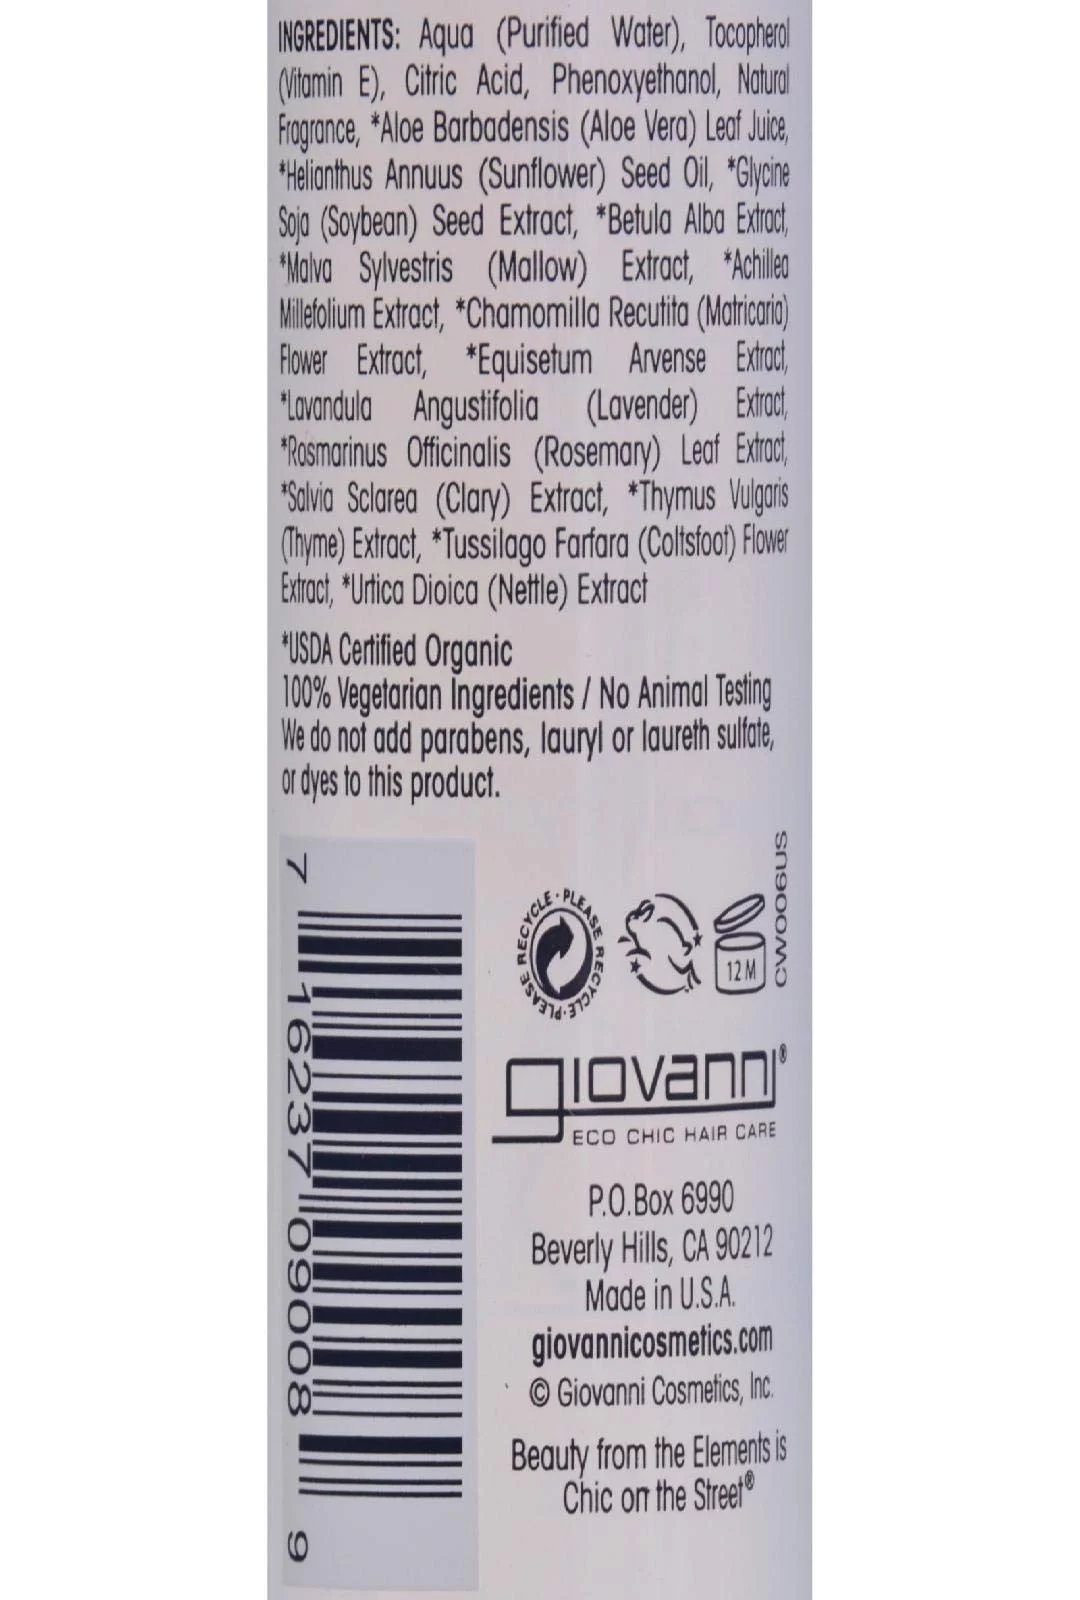 INGREDIENTS: Aqua (Purified Water), Tocopherol
(Vitamin E), Citric Acid, Phenoxyethanol, Natural
Fragrance, *Aloe Barbadensis (Aloe Vera) Leaf Juice,
*Helianthus Annuus (Sunflower) Seed Oil, *Glycine
Soja (Soybean) Seed Extract, *Betula Alba Extract,
*Malva Sylvestris (Mallow) Extract, *Achillea
Millefolium Extract, *Chamomilla Recutita (Matricaria)
Flower Extract, *Equisetum Arvense Extract,
*Lavandula Angustifolia (Lavender) Extract,
*Rosmarinus Officinalis (Rosemary) Leaf Extract,
*Salvia Sclarea (Clary) Extract, *Thymus Vulgaris
(Thyme) Extract, *Tussilago Farfara (Coltsfoot) Flower
Extract, *Urtica Dioica (Nettle) Extract
*USDA Certified Organic
100% Vegetarian Ingredients / No Animal Testing
We do not add parabens, lauryl or laureth sulfate,
or dyes to this product.
7 16237 09008 9
PLEASE RECYCLE · PLEASE RECYCLE · PLEASE RECYCLE ·
12 M
CW006US
giovanni®
ECO CHIC HAIR CARE
P.O.Box 6990
Beverly Hills, CA 90212
Made in U.S.A.
giovannicosmetics.com
© Giovanni Cosmetics, Inc.
Beauty from the Elements is
Chic on the Street®